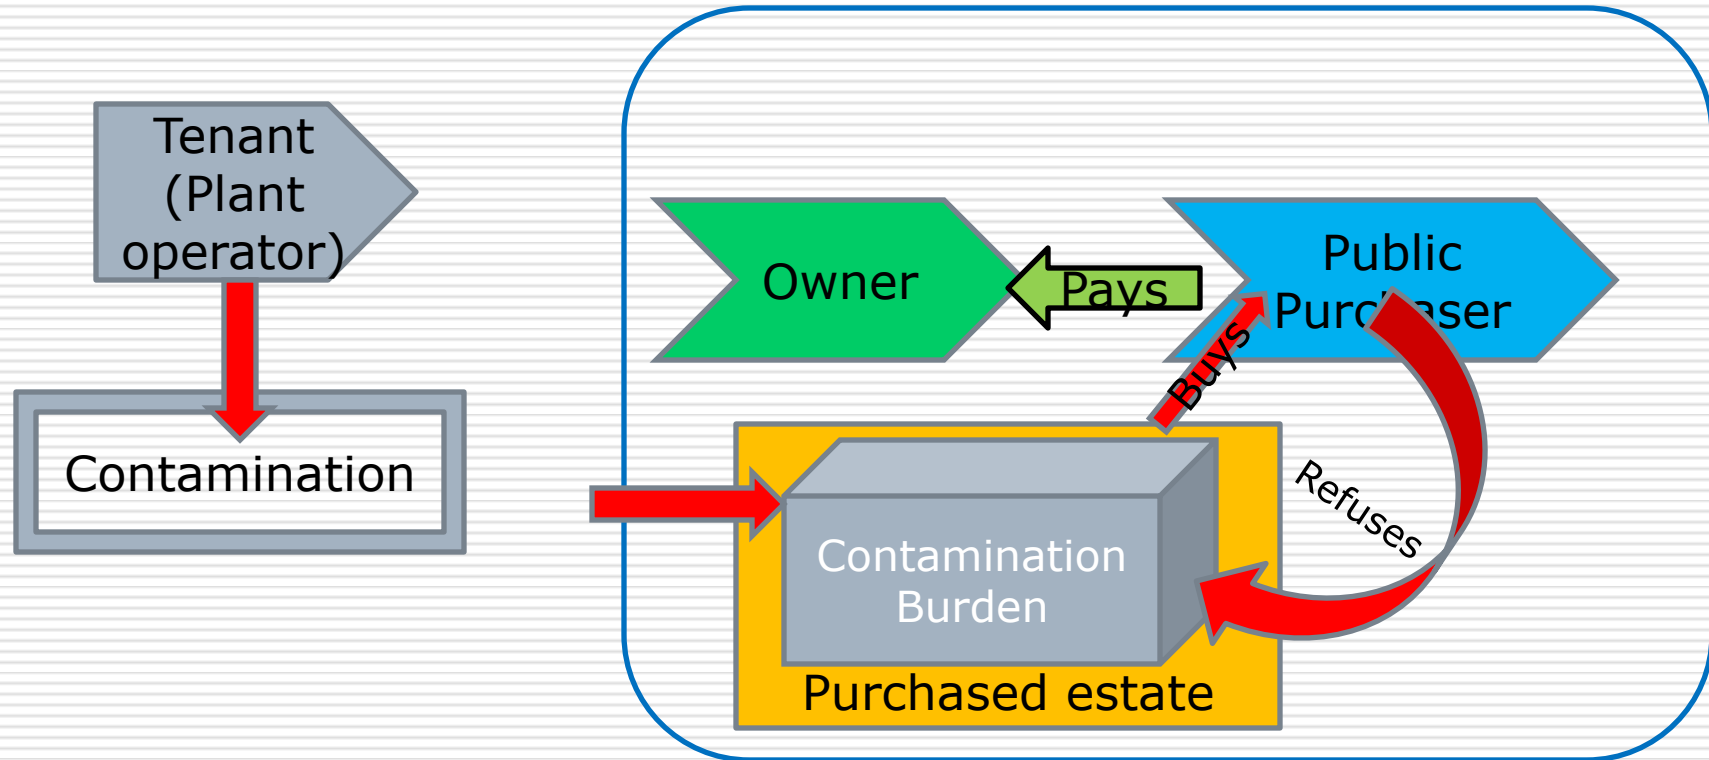 Tenant
(Plant
operator)
Contamination
Owner
Pays
Public
Purchaser
Buys
Refuses
Contamination
Burden
Purchased estate